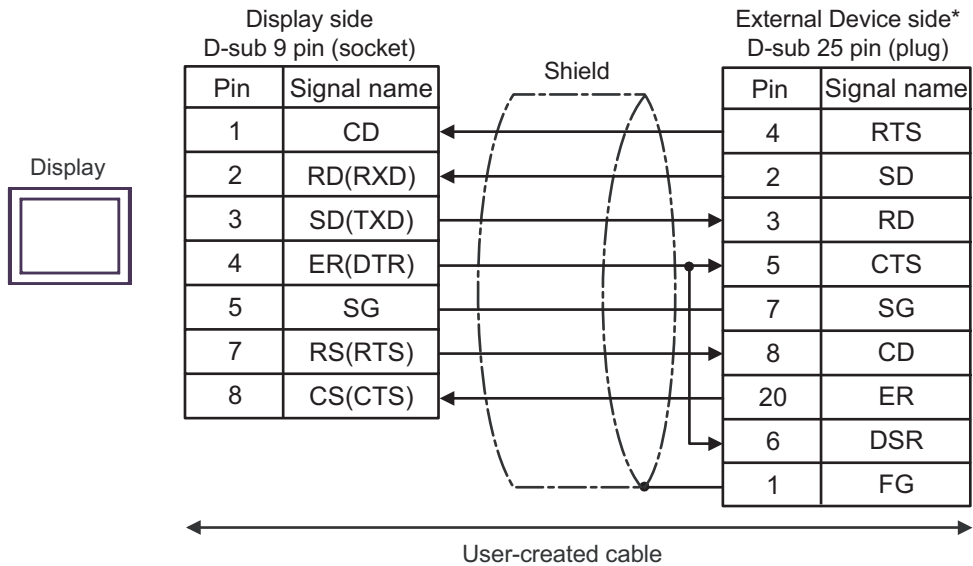 Display side
D-sub 9 pin (socket)
External Device side*
D-sub 25 pin (plug)
Shield
Pin Signal name
Pin Signal name
1 CD
4 RTS
Display
2 RD(RXD)
2 SD
3 SD(TXD)
3 RD
4 ER(DTR)
5 CTS
5 SG
7 SG
7 RS(RTS)
8 CD
8 CS(CTS)
20 ER
6 DSR
1 FG
User-created cable